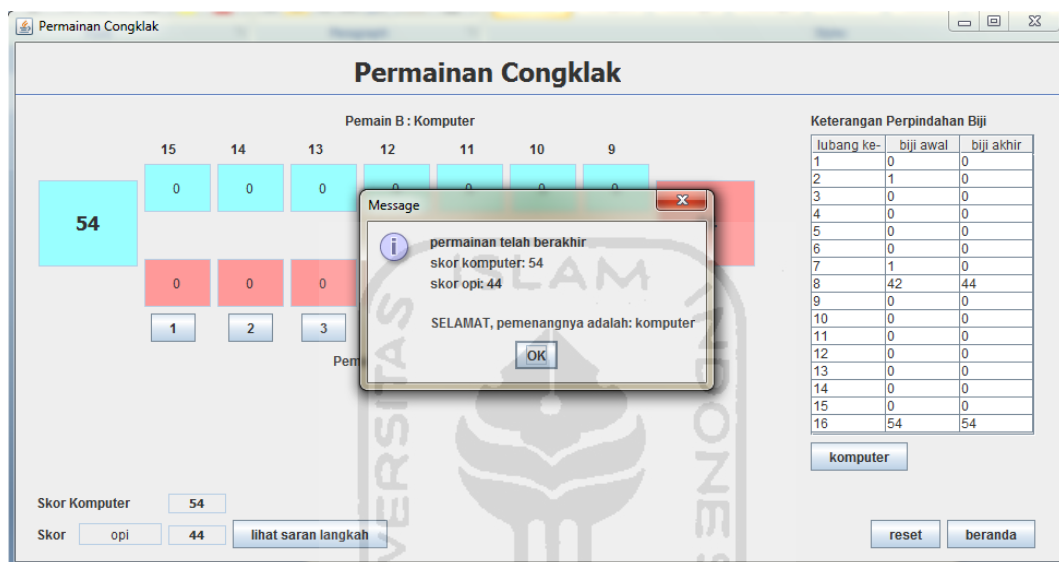 Permainan Congklak
Permainan Congklak
Pemain B : Komputer
15 14 13 12 11 10 9
0 0 0
54
0 0 0
1 2 3
Message
permainan telah berakhir
skor komputer: 54
skor opi: 44
SELAMAT, pemenangnya adalah: komputer
OK
Keterangan Perpindahan Biji
lubang ke- biji awal biji akhir
1 0 0
2 1 0
3 0 0
4 0 0
5 0 0
6 0 0
7 1 0
8 42 44
9 0 0
10 0 0
11 0 0
12 0 0
13 0 0
14 0 0
15 0 0
16 54 54
komputer
Skor Komputer 54
Skor opi 44 lihat saran langkah
reset beranda
ISLAM